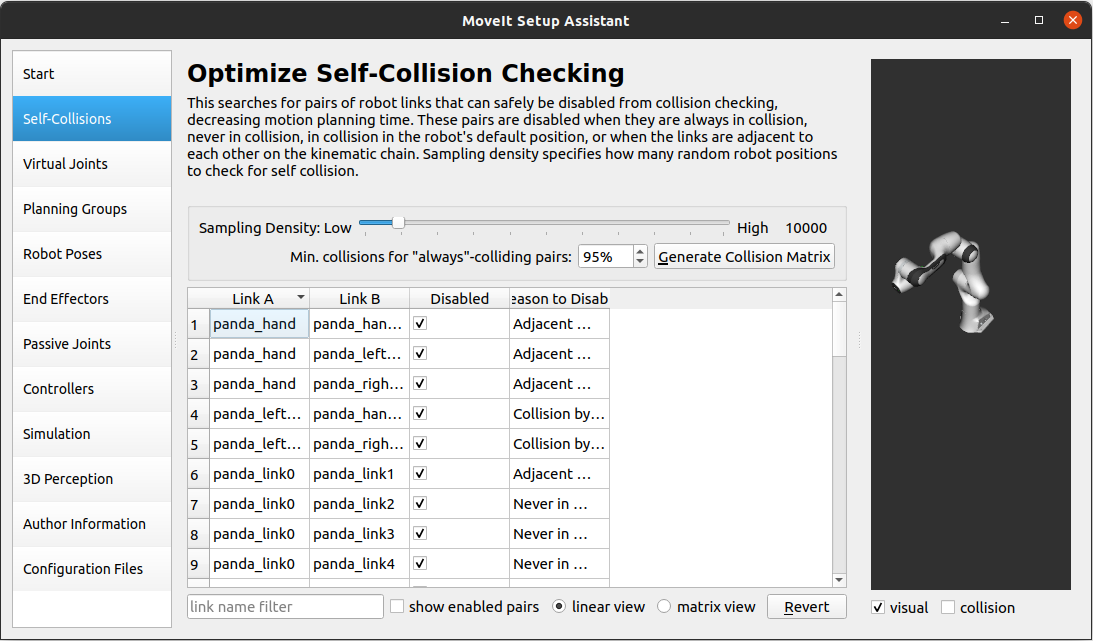 MoveIt Setup Assistant
Start
Self-Collisions
Virtual Joints
Planning Groups
Robot Poses
End Effectors
Passive Joints
Controllers
Simulation
3D Perception
Author Information
Configuration Files
Optimize Self-Collision Checking
This searches for pairs of robot links that can safely be disabled from collision checking,
decreasing motion planning time. These pairs are disabled when they are always in collision,
never in collision, in collision in the robot's default position, or when the links are adjacent to
each other on the kinematic chain. Sampling density specifies how many random robot positions
to check for self collision.
Sampling Density: Low High 10000
Min. collisions for "always"-colliding pairs: 95% Generate Collision Matrix
Link A Link B Disabled eason to Disab
1 panda_hand panda_han... Adjacent ...
2 panda_hand panda_left... Adjacent ...
3 panda_hand panda_righ... Adjacent ...
4 panda_left... panda_han... Collision by...
5 panda_left... panda_righ... Collision by...
6 panda_link0 panda_link1 Adjacent ...
7 panda_link0 panda_link2 Never in ...
8 panda_link0 panda_link3 Never in ...
9 panda_link0 panda_link4 Never in ...
link name filter show enabled pairs linear view matrix view Revert
visual collision